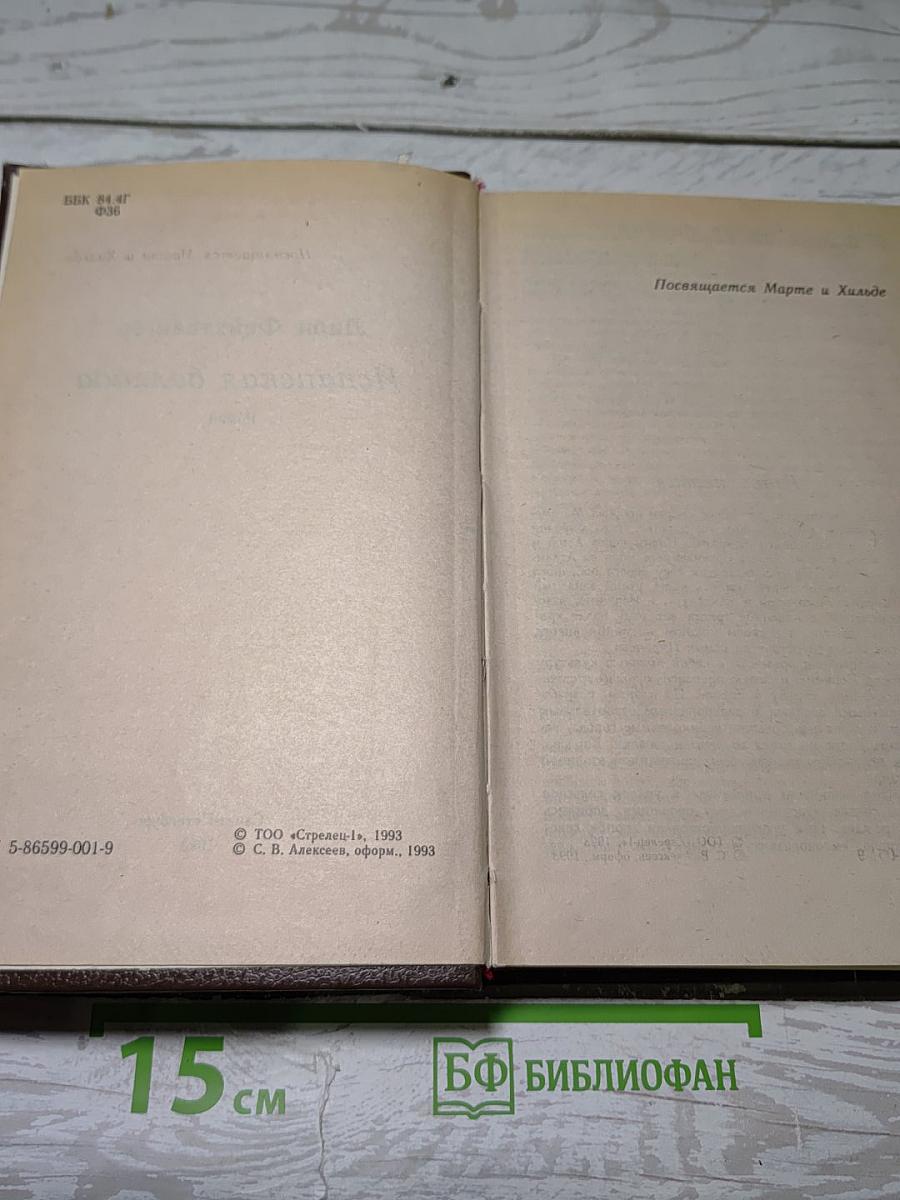 ББК 84.4Г
Ф36
5-86599-001-9
© ТОО «Стрелец-1», 1993
© С. В. Алексеев, оформ., 1993
Посвящается Марте и Хильде
15 см
БФ БИБЛИОФАН